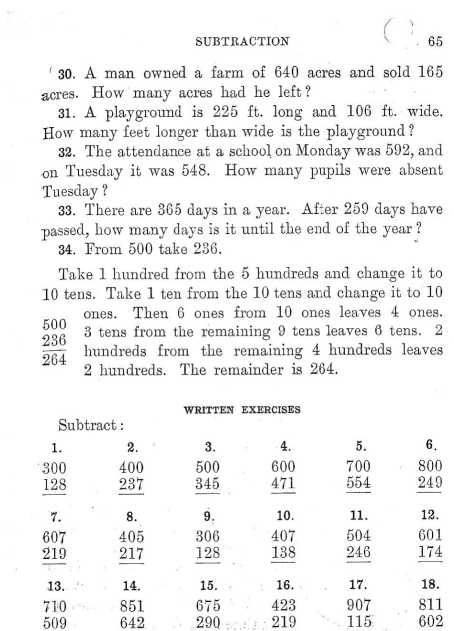 SUBTRACTION 65
30. A man owned a farm of 640 acres and sold 165
acres. How many acres had he left?
31. A playground is 225 ft. long and 106 ft. wide.
How many feet longer than wide is the playground?
32. The attendance at a school on Monday was 592, and
on Tuesday it was 548. How many pupils were absent
Tuesday?
33. There are 365 days in a year. After 259 days have
passed, how many days is it until the end of the year?
34. From 500 take 236.
Take 1 hundred from the 5 hundreds and change it to
10 tens. Take 1 ten from the 10 tens and change it to 10
ones. Then 6 ones from 10 ones leaves 4 ones.
500
236
264
3 tens from the remaining 9 tens leaves 6 tens. 2
hundreds from the remaining 4 hundreds leaves
2 hundreds. The remainder is 264.
WRITTEN EXERCISES
Subtract:
1. 2. 3. 4. 5. 6.
300 400 500 600 700 800
128 237 345 471 554 249
7. 8. 9. 10. 11. 12.
607 405 306 407 504 601
219 217 128 138 246 174
13. 14. 15. 16. 17. 18.
710 851 675 423 907 811
509 642 290 219 115 602